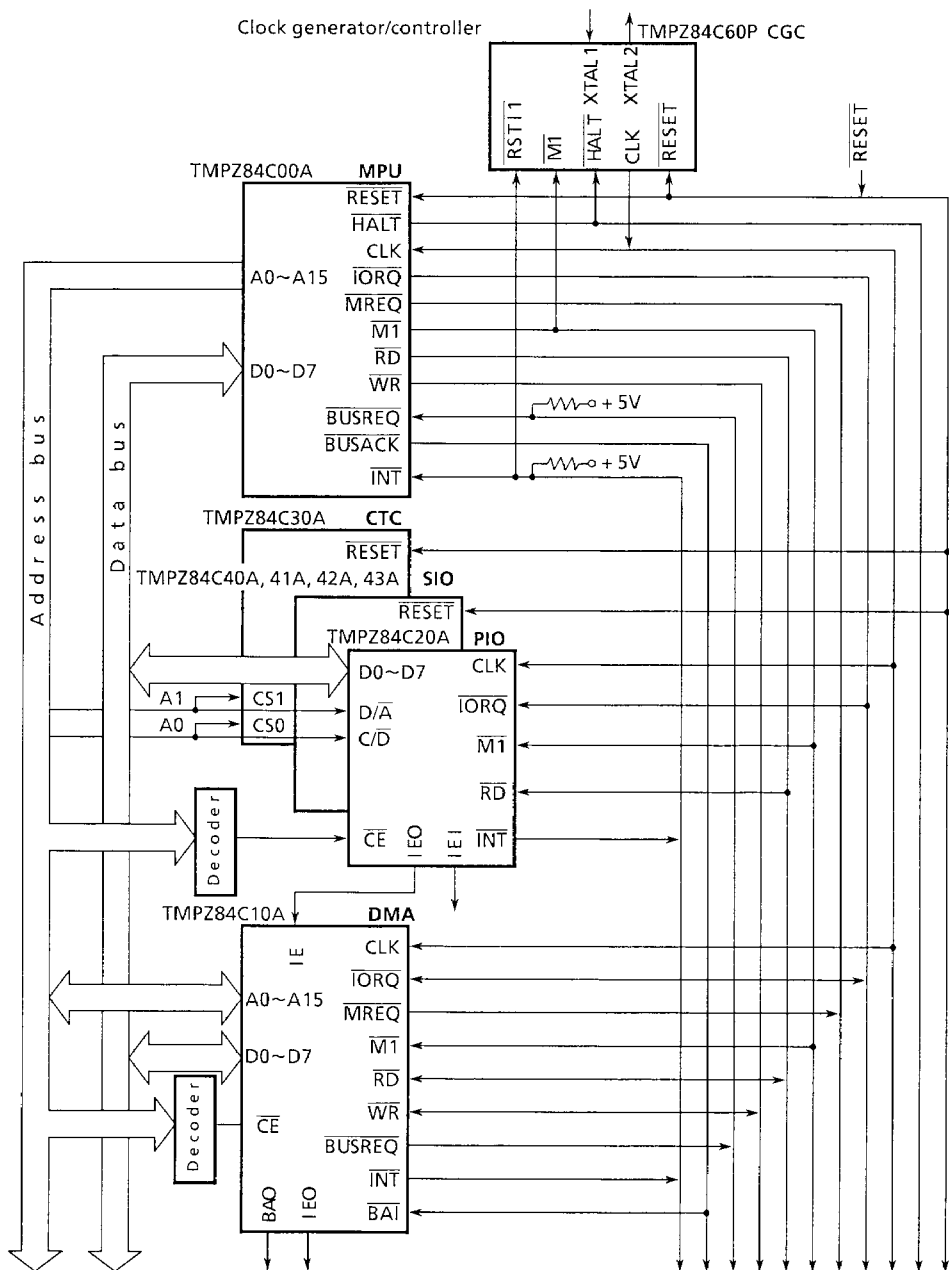 Clock generator/controller
TMPZ84C60P CGC
XTAL1
XTAL2
RSTI1
M1
HALT
CLK
RESET
RESET
TMPZ84C00A MPU
RESET
HALT
CLK
A0~A15
IORQ
MREQ
M1
D0~D7
RD
WR
BUSREQ
+5V
BUSACK
INT
+5V
Address bus
Data bus
TMPZ84C30A CTC
RESET
TMPZ84C40A, 41A, 42A, 43A SIO
RESET
TMPZ84C20A PIO
D0~D7
CLK
A1
CS1
D/A
IORQ
A0
CS0
C/D
M1
RD
Decoder
CE
IEO
IEI
INT
TMPZ84C10A DMA
IE
CLK
A0~A15
IORQ
MREQ
D0~D7
M1
RD
Decoder
CE
WR
BUSREQ
INT
BAO
IEO
BAI